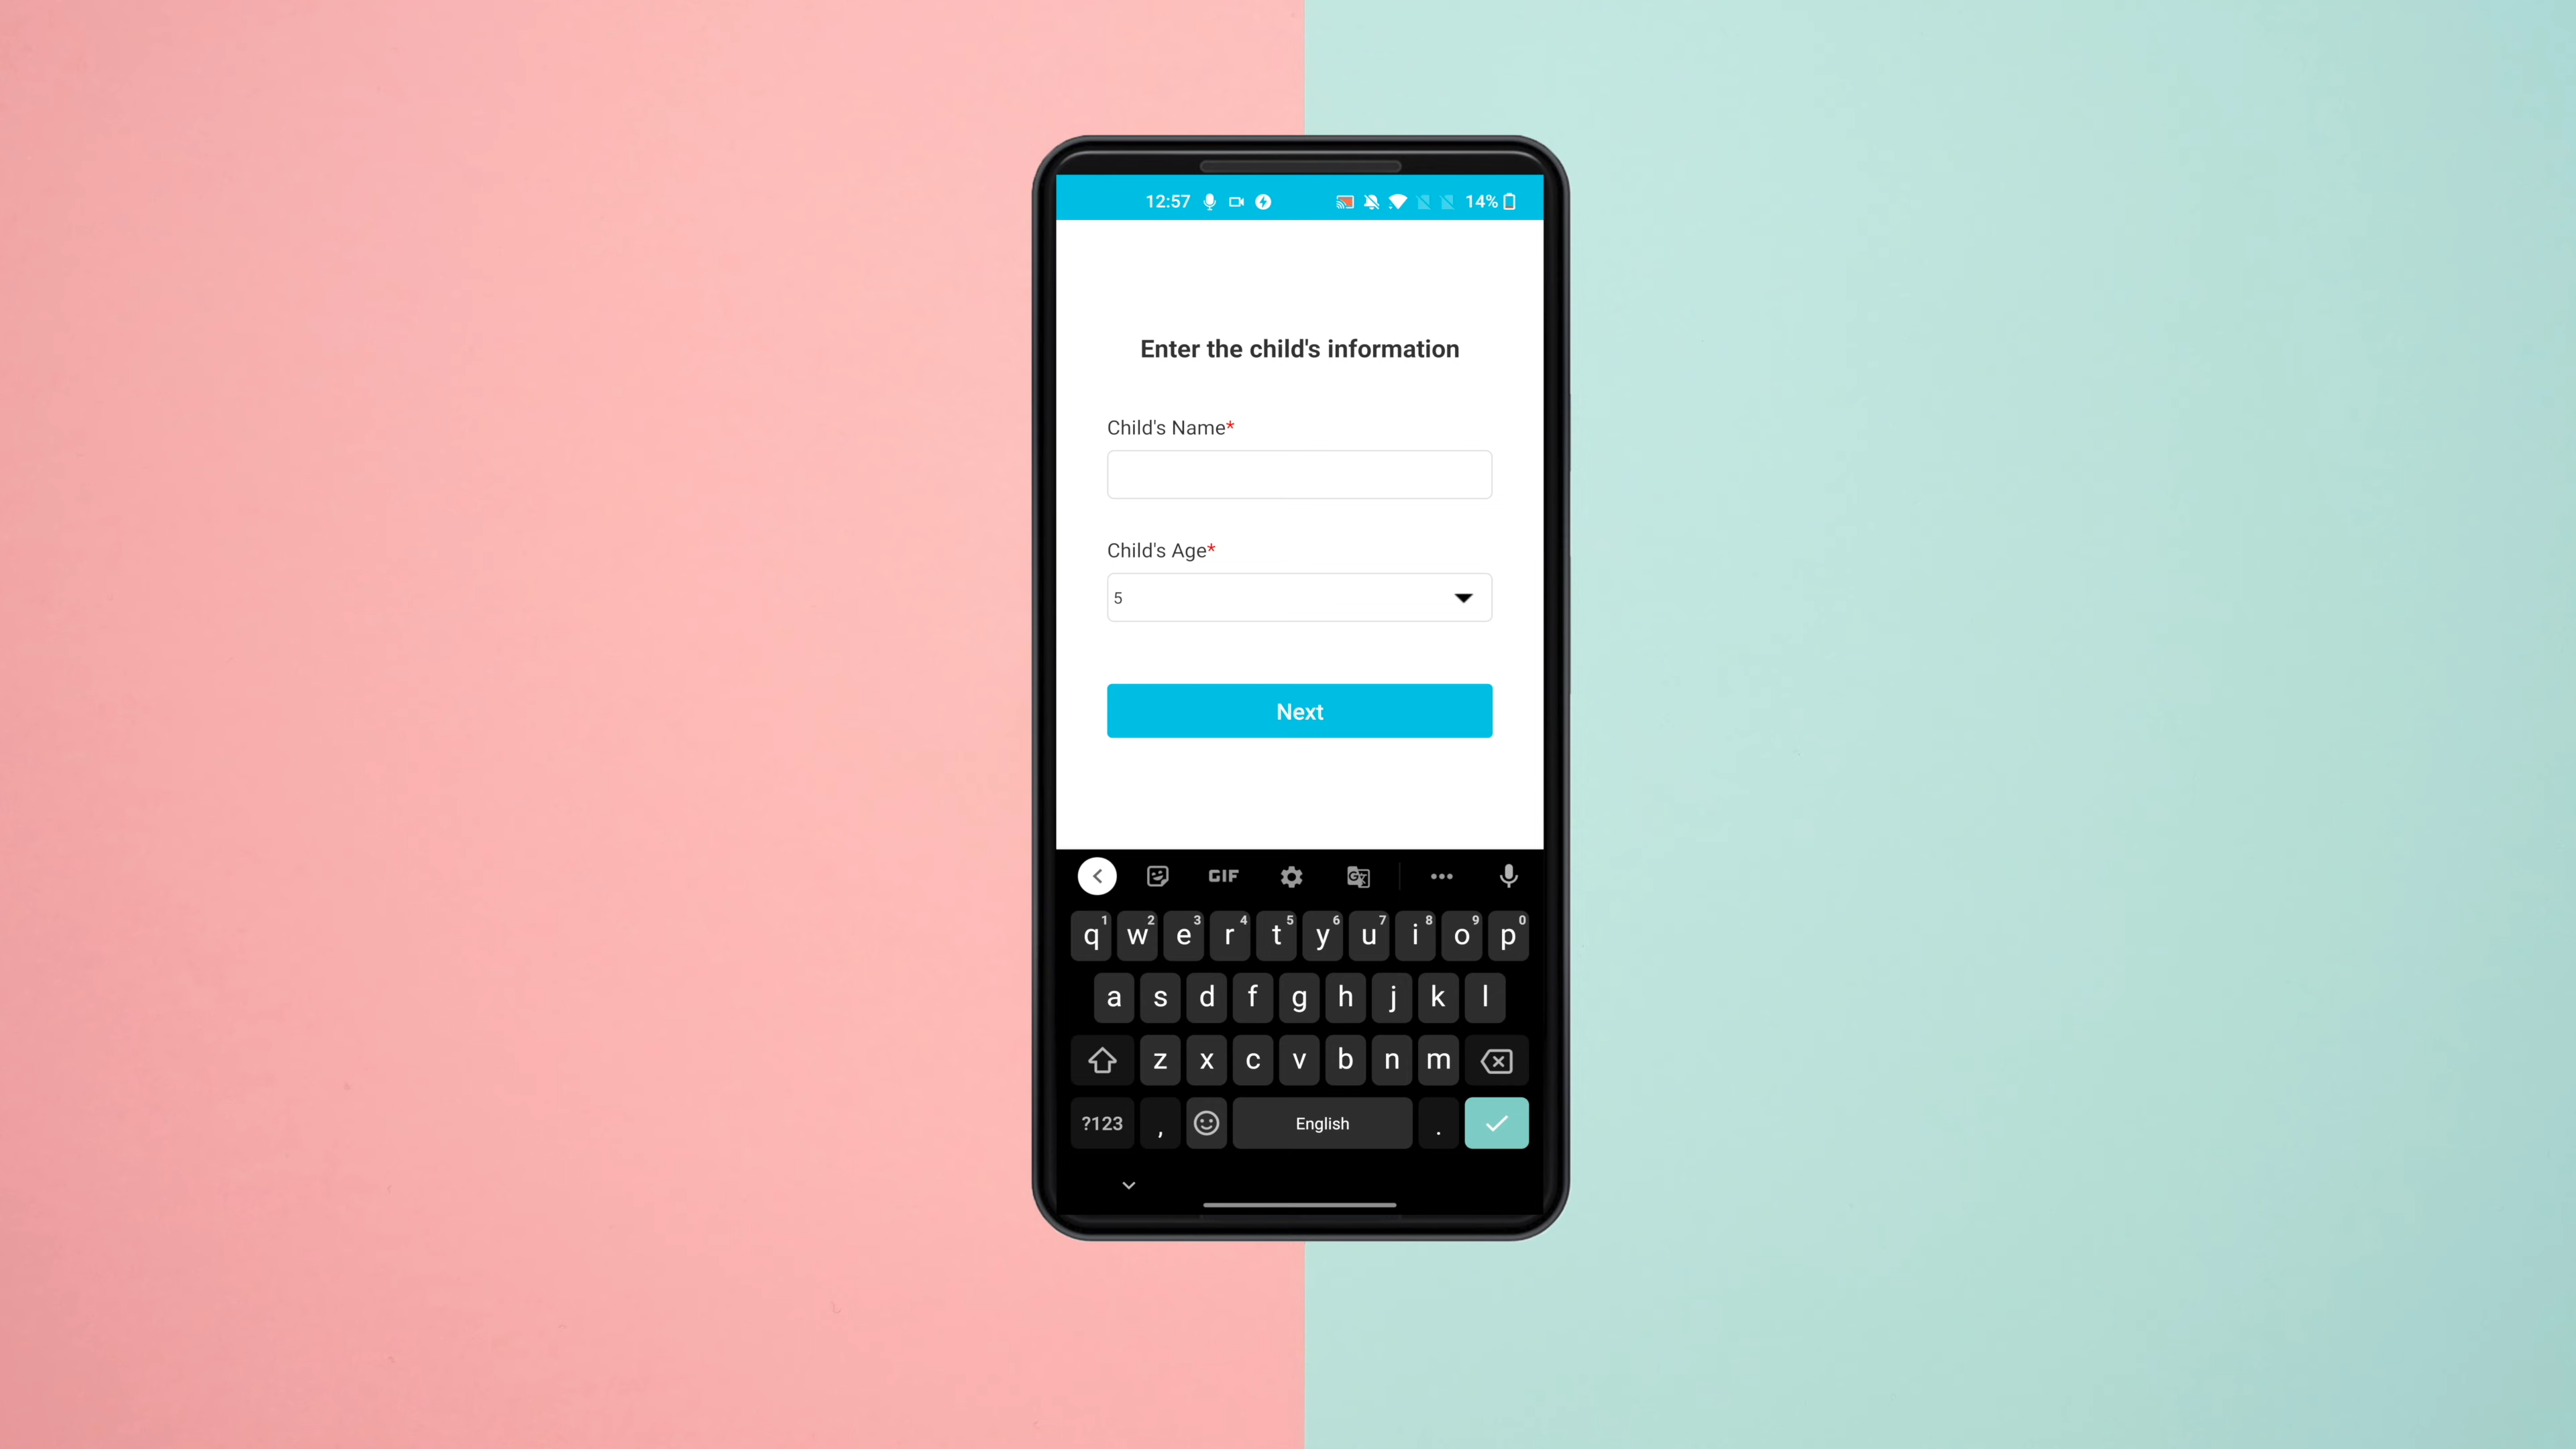 12:57 14%
Enter the child's information
Child's Name*
Child's Age*
5
Next
GIF
q1 w2 e3 r4 t5 y6 u7 i8 o9 p0
a s d f g h j k l
z x c v b n m
?123 , English .